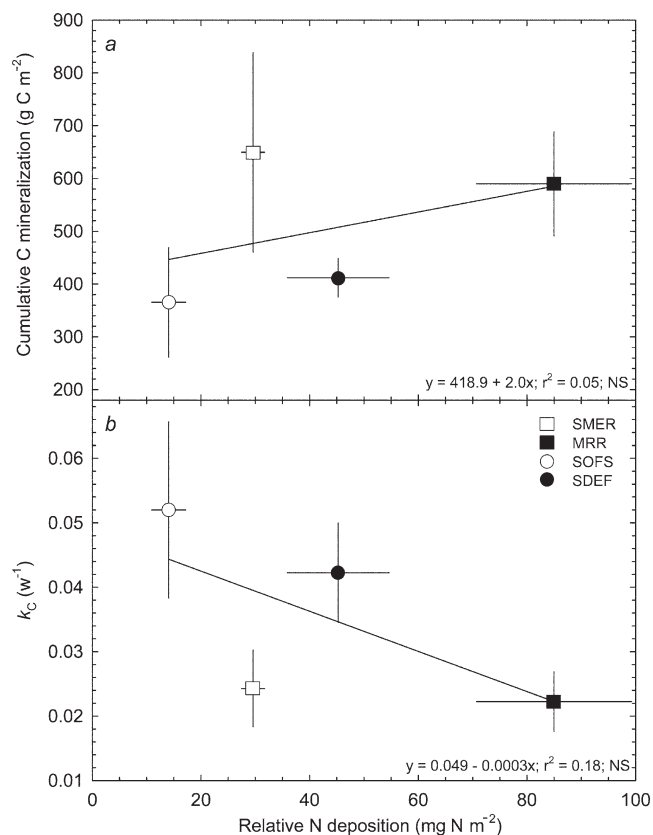 900
a
800
700
600
500
400
300
200
Cumulative C mineralization (g C m⁻²)
y = 418.9 + 2.0x; r² = 0.05; NS
b
SMER
MRR
SOFS
SDEF
0.06
0.05
0.04
0.03
0.02
0.01
k_C (w⁻¹)
y = 0.049 - 0.0003x; r² = 0.18; NS
0 20 40 60 80 100
Relative N deposition (mg N m⁻²)